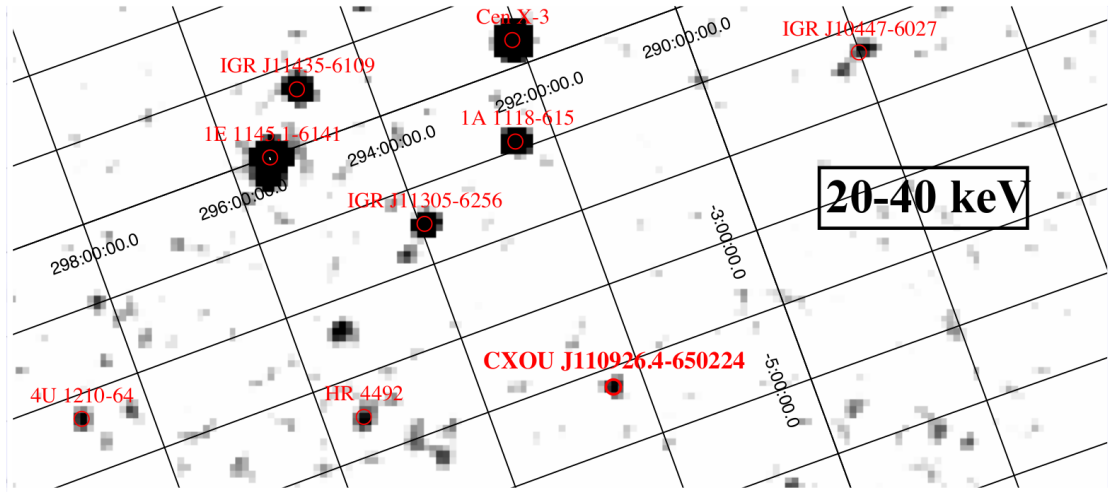 Cen X-3
IGR J10447-6027
290:00:00.0
IGR J11435-6109
292:00:00.0
1A 1118-615
1E 1145.1-6141
294:00:00.0
20-40 keV
IGR J11305-6256
296:00:00.0
-3:00:00.0
298:00:00.0
CXOU J110926.4-650224
-5:00:00.0
4U 1210-64
HR 4492